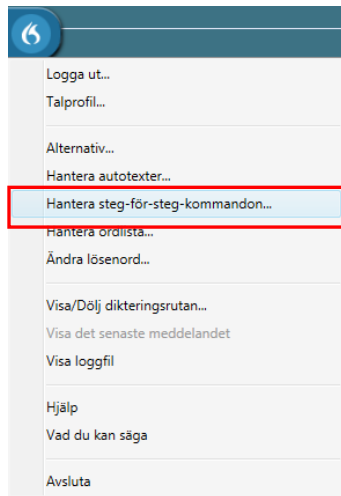 Logga ut...
Talprofil...
Alternativ...
Hantera autotexter...
Hantera steg-för-steg-kommandon...
Hantera ordlista...
Ändra lösenord...
Visa/Dölj dikteringsrutan...
Visa det senaste meddelandet
Visa loggfil
Hjälp
Vad du kan säga
Avsluta